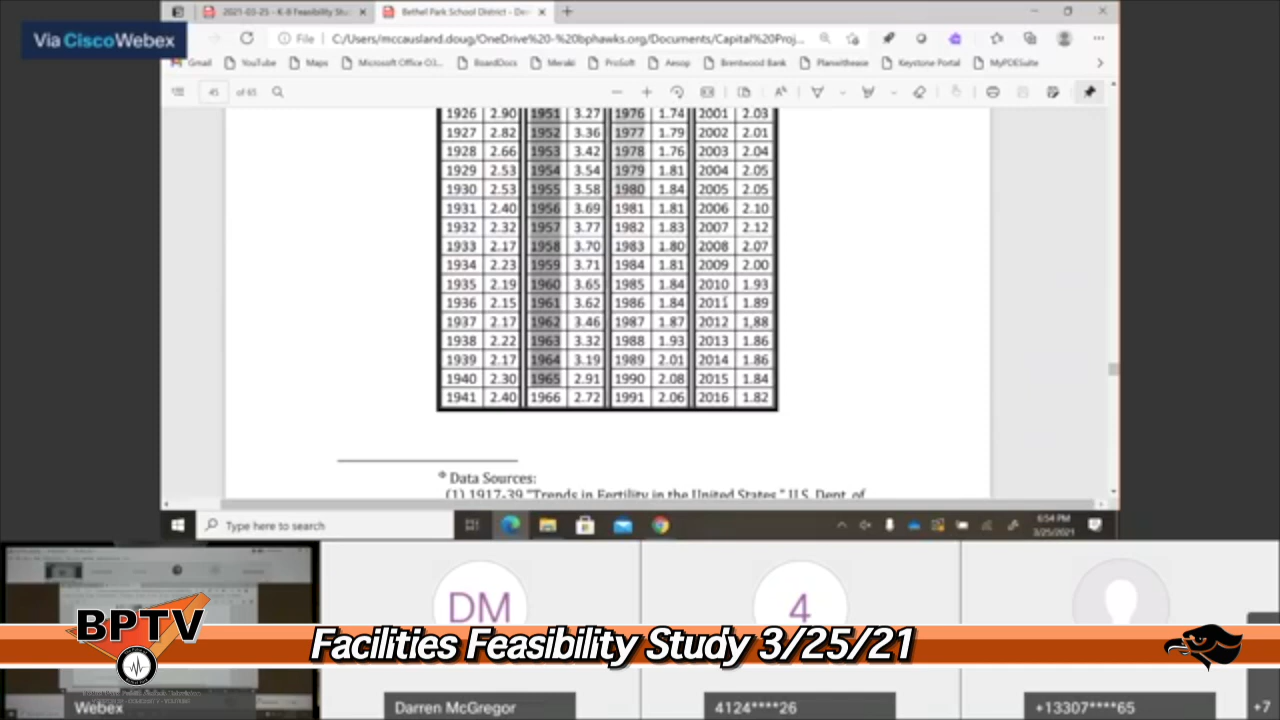 Via CiscoWebex
2021-03-25 - K-8 Feasibility Stu
Bethel Park School District - De
File
C:/Users/mccausland.doug/OneDrive%20-%20bphawks.org/Documents/Capital%20Proj...
Gmail YouTube Maps Microsoft Office O3... BoardDocs Meraki ProSoft Aesop Brentwood Bank Planwithease Keystone Portal MyPDESuite
45 of 65
1926 2.90 1951 3.27 1976 1.74 2001 2.03
1927 2.82 1952 3.36 1977 1.79 2002 2.01
1928 2.66 1953 3.42 1978 1.76 2003 2.04
1929 2.53 1954 3.54 1979 1.81 2004 2.05
1930 2.53 1955 3.58 1980 1.84 2005 2.05
1931 2.40 1956 3.69 1981 1.81 2006 2.10
1932 2.32 1957 3.77 1982 1.83 2007 2.12
1933 2.17 1958 3.70 1983 1.80 2008 2.07
1934 2.23 1959 3.71 1984 1.81 2009 2.00
1935 2.19 1960 3.65 1985 1.84 2010 1.93
1936 2.15 1961 3.62 1986 1.84 2011 1.89
1937 2.17 1962 3.46 1987 1.87 2012 1,88
1938 2.22 1963 3.32 1988 1.93 2013 1.86
1939 2.17 1964 3.19 1989 2.01 2014 1.86
1940 2.30 1965 2.91 1990 2.08 2015 1.84
1941 2.40 1966 2.72 1991 2.06 2016 1.82
* Data Sources:
(1) 1917-39 "Trends in Fertility in the United States," U.S. Dept. of
Type here to search
6:54 PM
3/25/2021
DM
4
BPTV
Facilities Feasibility Study 3/25/21
Webex
Darren McGregor
4124****26
+13307****65
+7